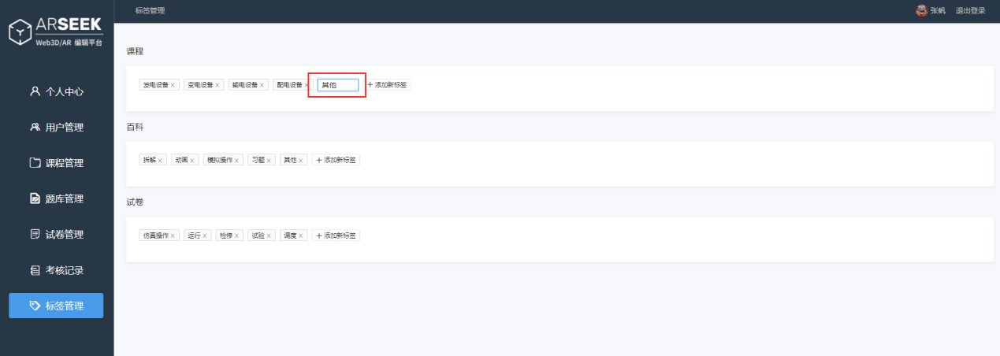 ARSEEK
Web3D/AR 编辑平台
标签管理
张帆 退出登录
个人中心
用户管理
课程管理
题库管理
试卷管理
考核记录
标签管理
课程
发电设备 × 变电设备 × 输电设备 × 配电设备 × 其他 + 添加新标签
百科
拆解 × 动画 × 模拟操作 × 习题 × 其他 × + 添加新标签
试卷
仿真操作 × 运行 × 检修 × 试验 × 调度 × + 添加新标签